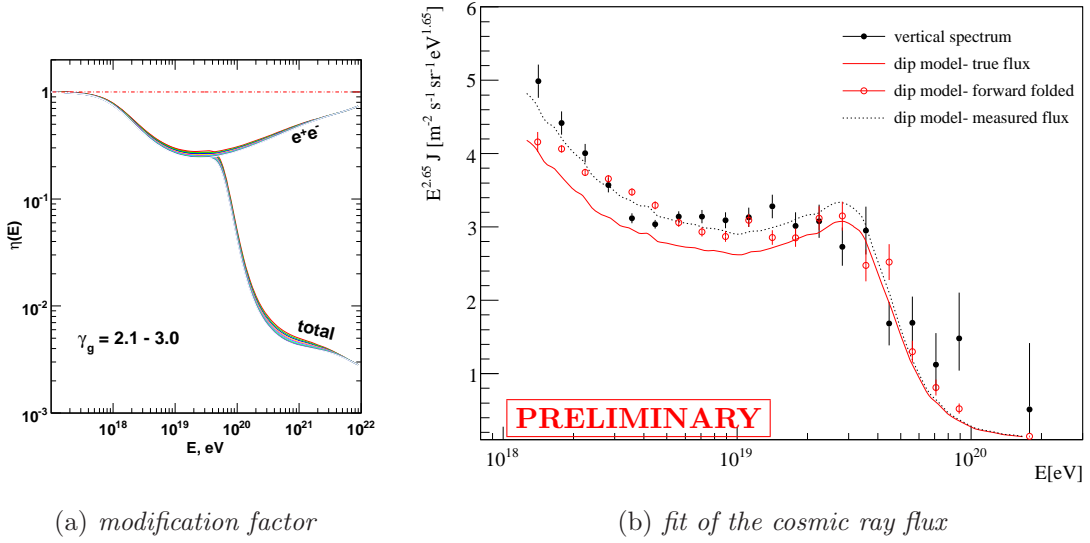 1
10⁻¹
10⁻²
10⁻³
η(E)
e⁺e⁻
total
γg = 2.1 - 3.0
10¹⁸ 10¹⁹ 10²⁰ 10²¹ 10²²
E, eV
(a) modification factor
E²·⁶⁵ J [m⁻² s⁻¹ sr⁻¹ eV¹·⁶⁵]
6
5
4
3
2
1
0
vertical spectrum
dip model- true flux
dip model- forward folded
dip model- measured flux
PRELIMINARY
10¹⁸ 10¹⁹ 10²⁰
E[eV]
(b) fit of the cosmic ray flux